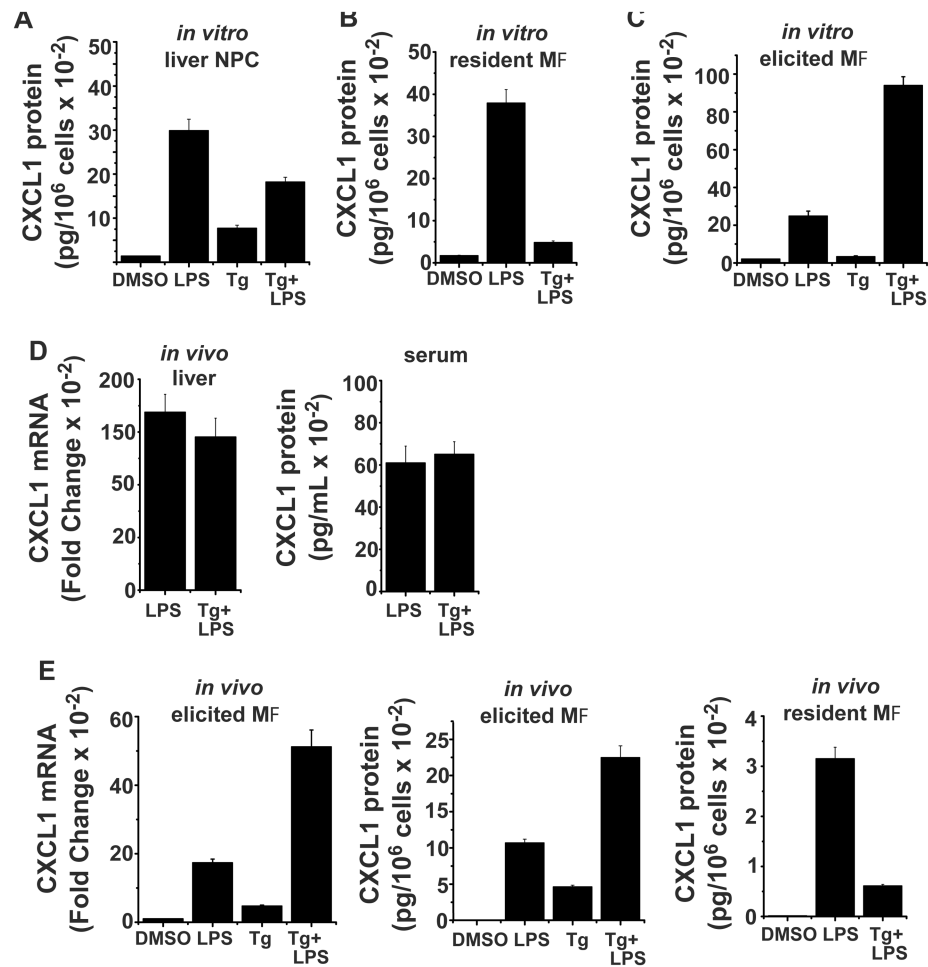 A
in vitro
liver NPC
CXCL1 protein
(pg/10⁶ cells x 10⁻²)
50
40
30
20
10
DMSO LPS Tg Tg+
LPS
B
in vitro
resident MF
CXCL1 protein
(pg/10⁶ cells x 10⁻²)
50
40
30
20
10
0
DMSO LPS Tg+
LPS
C
in vitro
elicited MF
CXCL1 protein
(pg/10⁶ cells x 10⁻²)
100
80
60
40
20
0
DMSO LPS Tg Tg+
LPS
D
in vivo
liver
CXCL1 mRNA
(Fold Change x 10⁻²)
200
150
50
20
0
LPS Tg+
LPS
serum
CXCL1 protein
(pg/mL x 10⁻²)
100
80
60
40
20
0
LPS Tg+
LPS
E
in vivo
elicited MF
CXCL1 mRNA
(Fold Change x 10⁻²)
60
40
20
0
DMSO LPS Tg Tg+
LPS
in vivo
elicited MF
CXCL1 protein
(pg/10⁶ cells x 10⁻²)
25
20
15
10
5
0
DMSO LPS Tg Tg+
LPS
in vivo
resident MF
CXCL1 protein
(pg/10⁶ cells x 10⁻²)
4
3
2
1
0
DMSO LPS Tg+
LPS